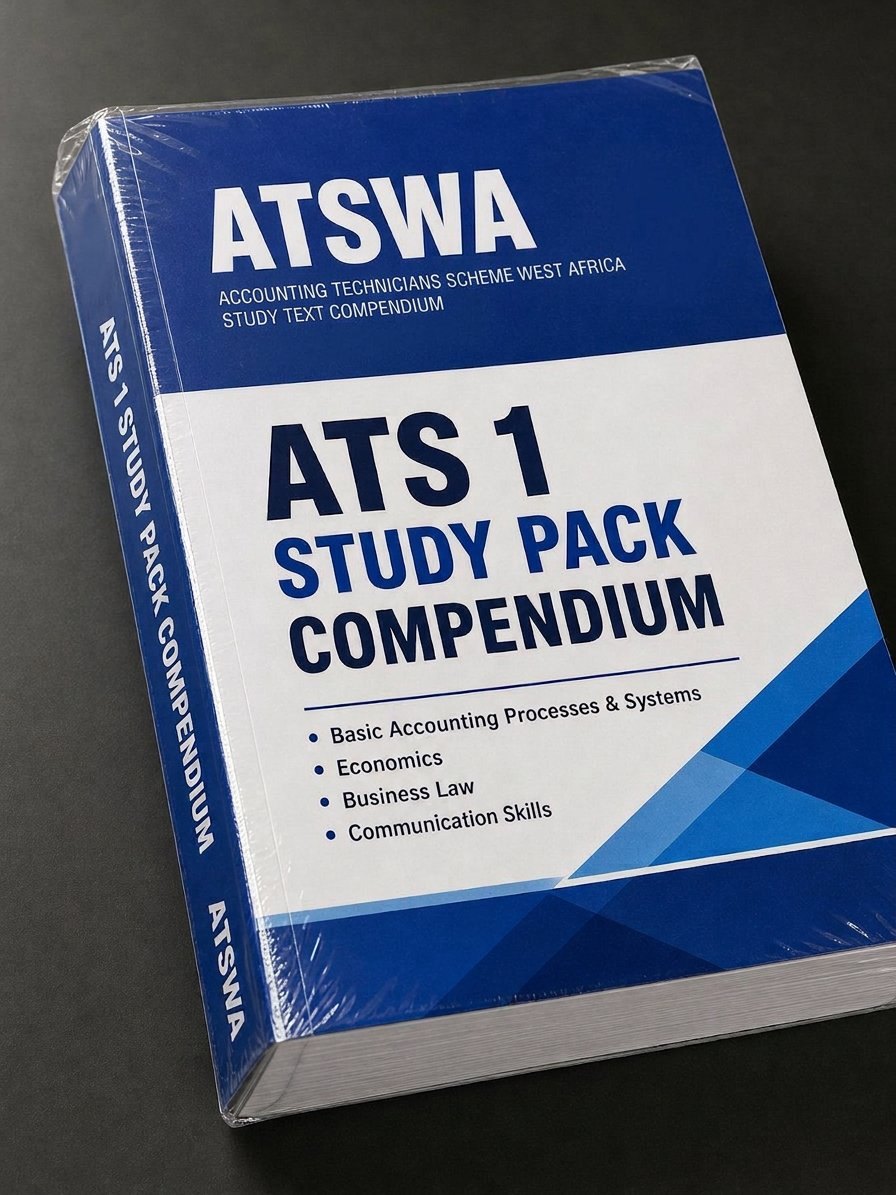 ATSWA
ACCOUNTING TECHNICIANS SCHEME WEST AFRICA
STUDY TEXT COMPENDIUM
ATS 1
STUDY PACK
COMPENDIUM
• Basic Accounting Processes & Systems
• Economics
• Business Law
• Communication Skills
ATS 1 STUDY PACK COMPENDIUM
ATSWA